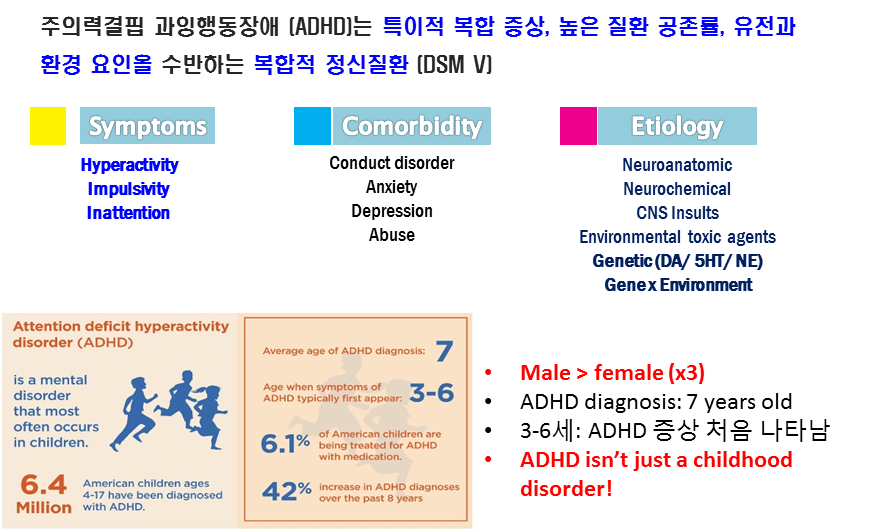 주의력결핍 과잉행동장애 (ADHD)는 특이적 복합 증상, 높은 질환 공존률, 유전과
환경 요인을 수반하는 복합적 정신질환 (DSM V)
Symptoms
Hyperactivity
Impulsivity
Inattention
Comorbidity
Conduct disorder
Anxiety
Depression
Abuse
Etiology
Neuroanatomic
Neurochemical
CNS Insults
Environmental toxic agents
Genetic (DA/ 5HT/ NE)
Gene x Environment
Attention deficit hyperactivity
disorder (ADHD)
is a mental
disorder
that most
often occurs
in children.
6.4
Million
American children ages
4-17 have been diagnosed
with ADHD.
Average age of ADHD diagnosis: 7
Age when symptoms of
ADHD typically first appear: 3-6
6.1% of American children are
being treated for ADHD
with medication.
42% increase in ADHD diagnoses
over the past 8 years
• Male > female (x3)
• ADHD diagnosis: 7 years old
• 3-6세: ADHD 증상 처음 나타남
• ADHD isn't just a childhood
disorder!